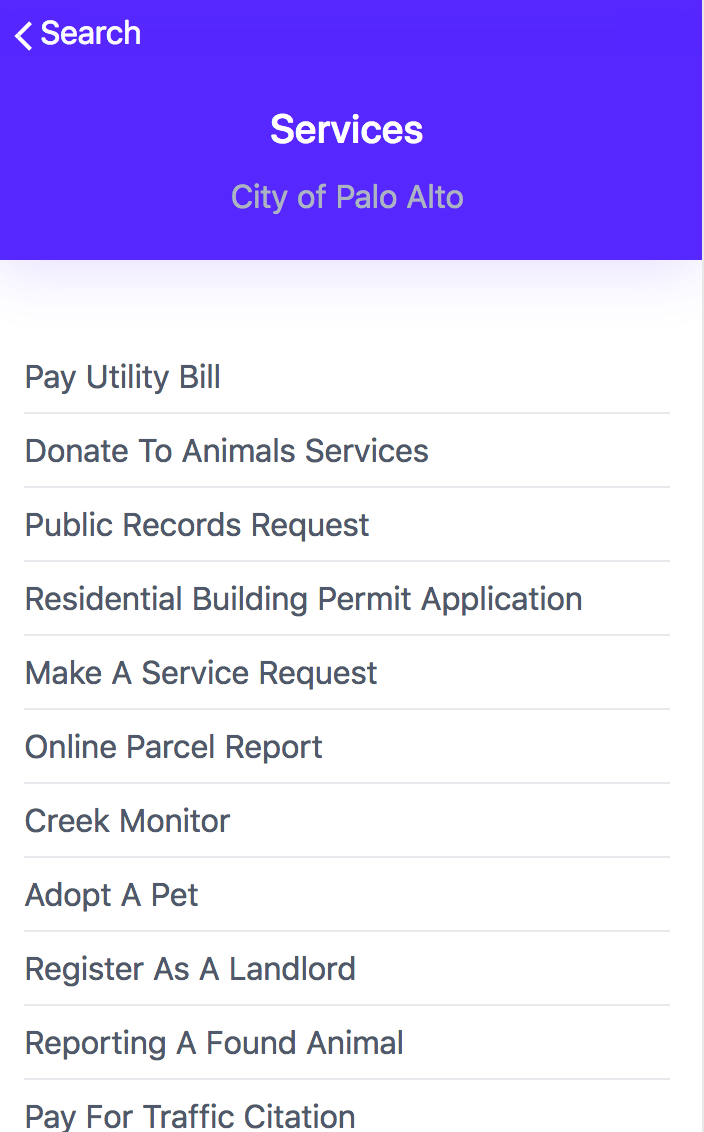 Search
Services
City of Palo Alto
Pay Utility Bill
Donate To Animals Services
Public Records Request
Residential Building Permit Application
Make A Service Request
Online Parcel Report
Creek Monitor
Adopt A Pet
Register As A Landlord
Reporting A Found Animal
Pay For Traffic Citation